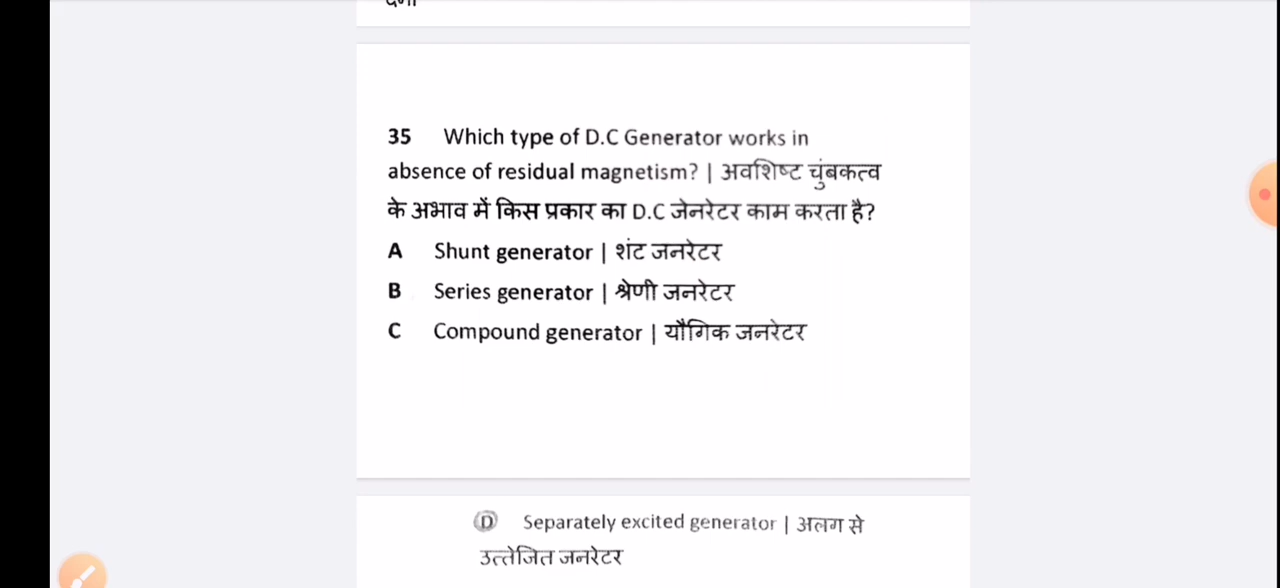 35 Which type of D.C Generator works in
absence of residual magnetism? | अवशिष्ट चुंबकत्व
के अभाव में किस प्रकार का D.C जेनरेटर काम करता है?
A Shunt generator | शंट जनरेटर
B Series generator | श्रेणी जनरेटर
C Compound generator | यौगिक जनरेटर
D Separately excited generator | अलग से
उत्तेजित जनरेटर